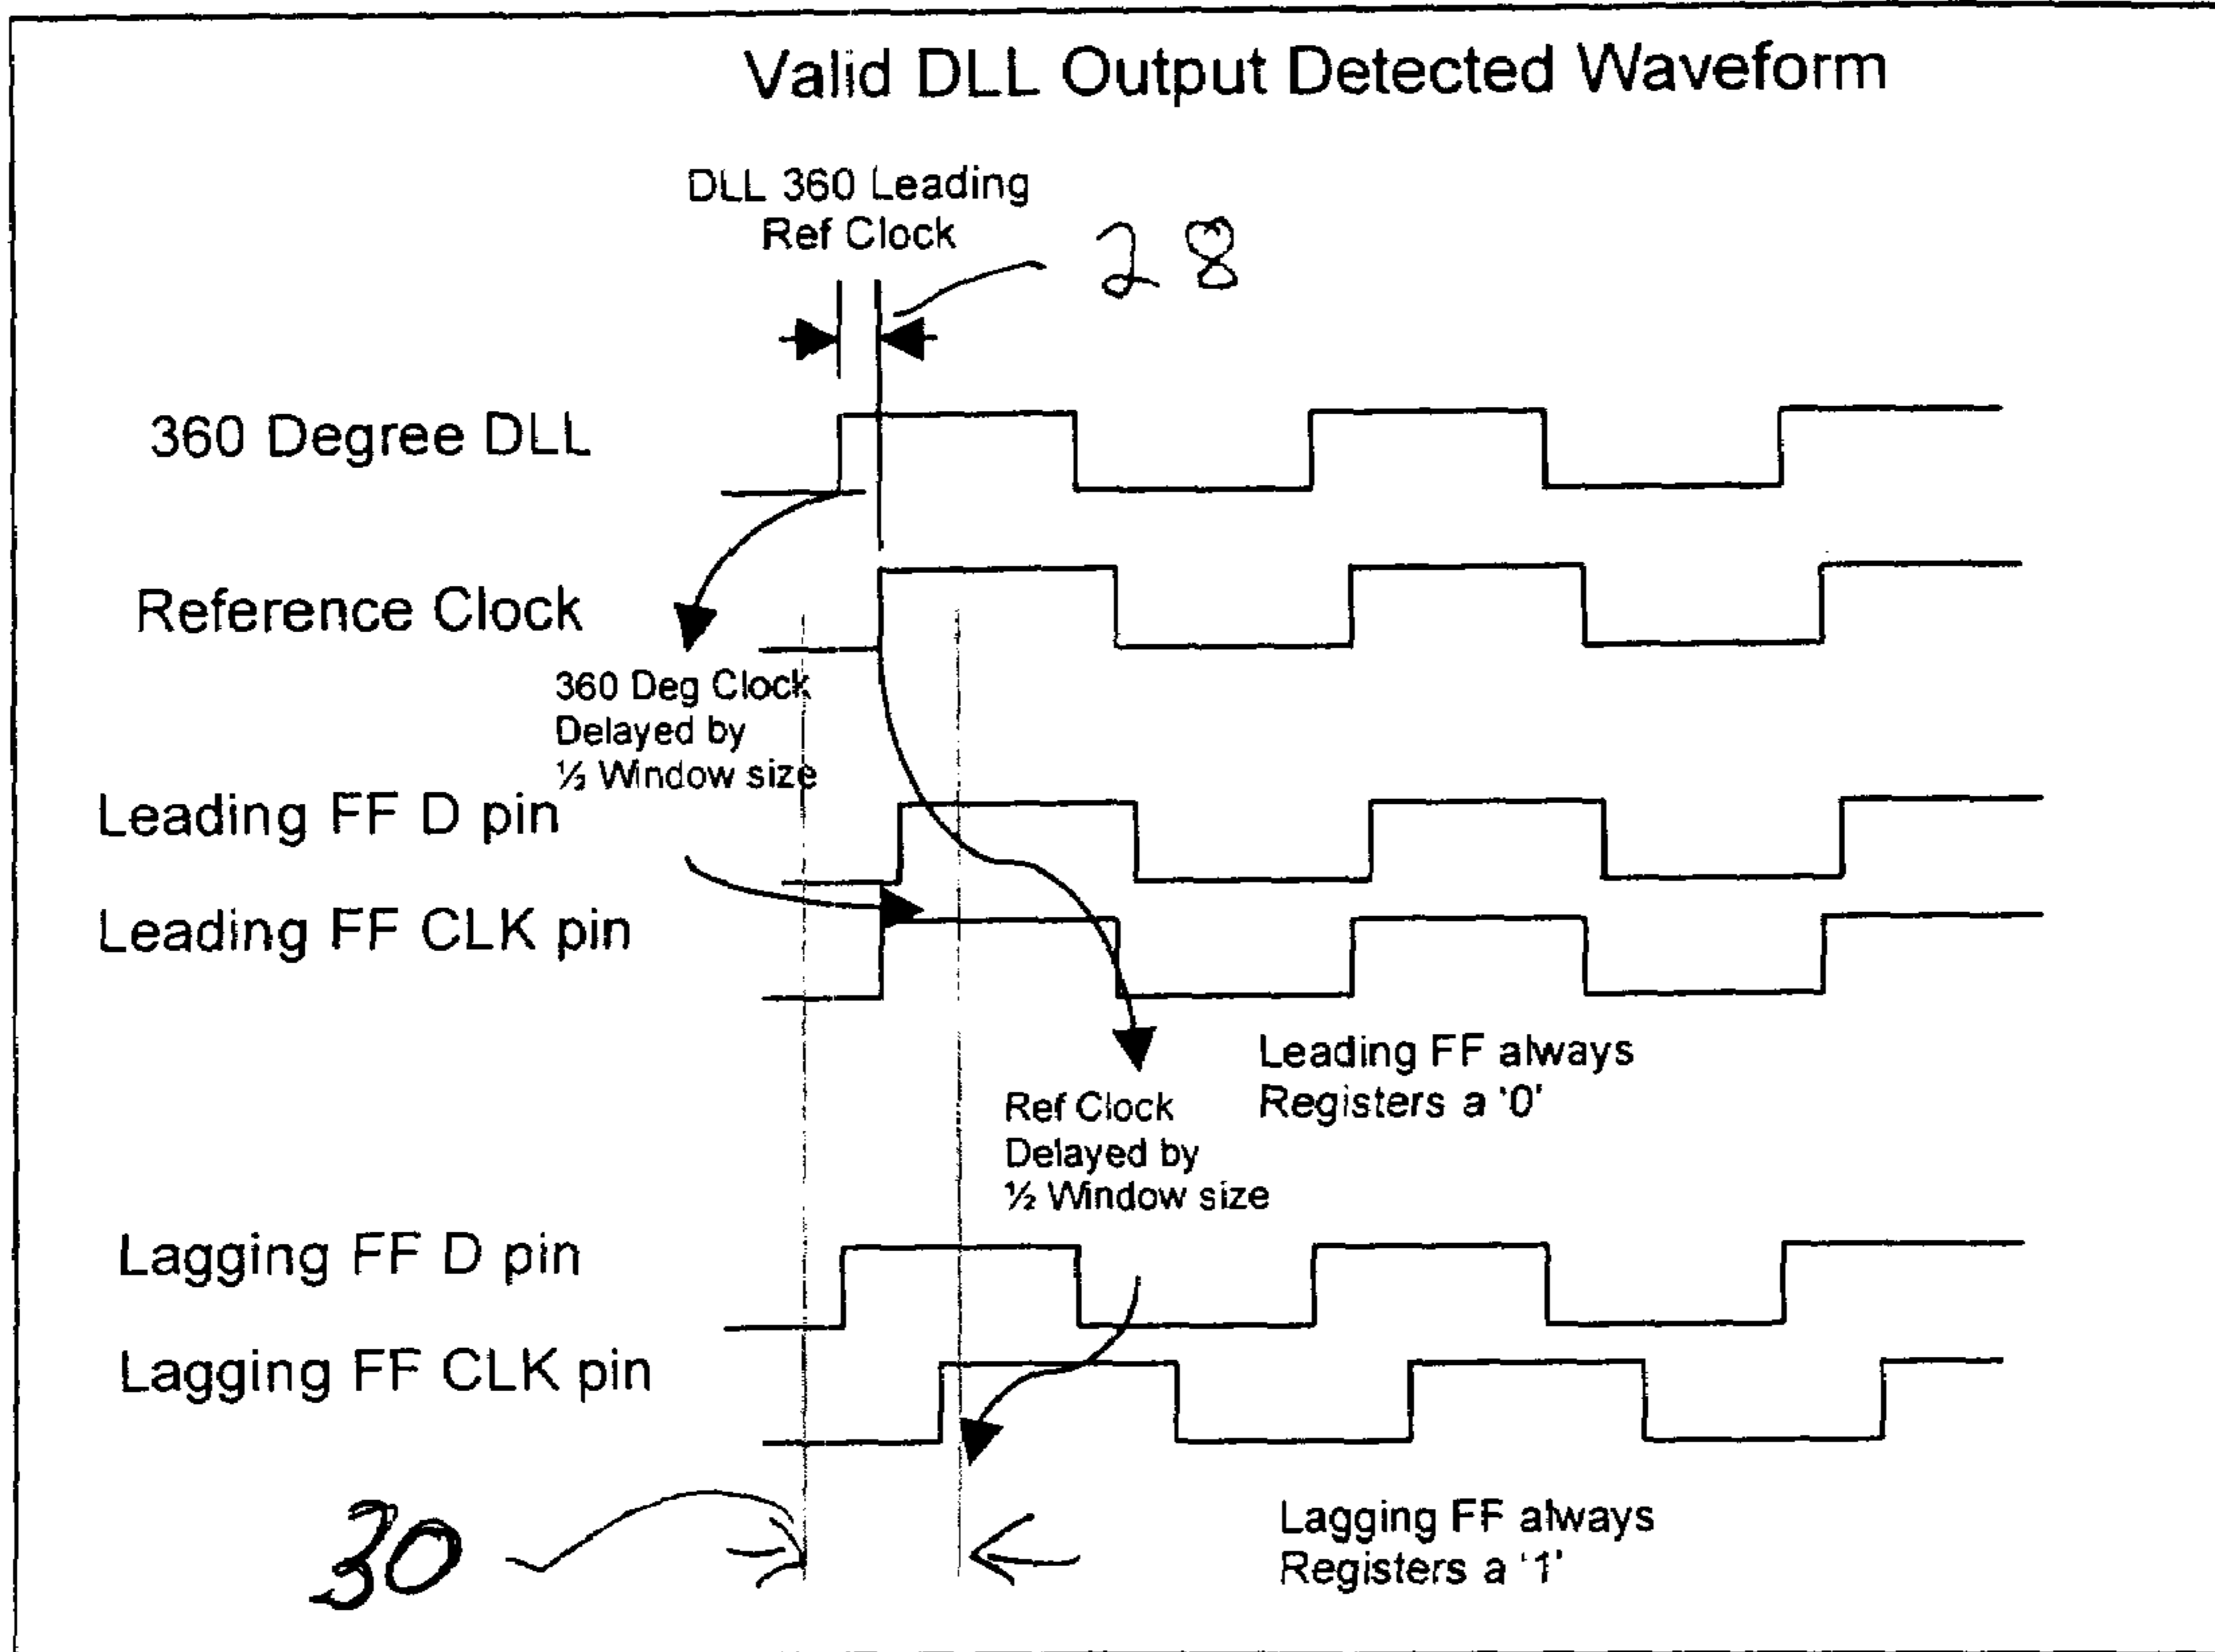 Valid DLL Output Detected Waveform
DLL 360 Leading
Ref Clock
28
360 Degree DLL
Reference Clock
360 Deg Clock
Delayed by
½ Window size
Leading FF D pin
Leading FF CLK pin
Leading FF always
Registers a '0'
Ref Clock
Delayed by
½ Window size
Lagging FF D pin
Lagging FF CLK pin
30
Lagging FF always
Registers a '1'